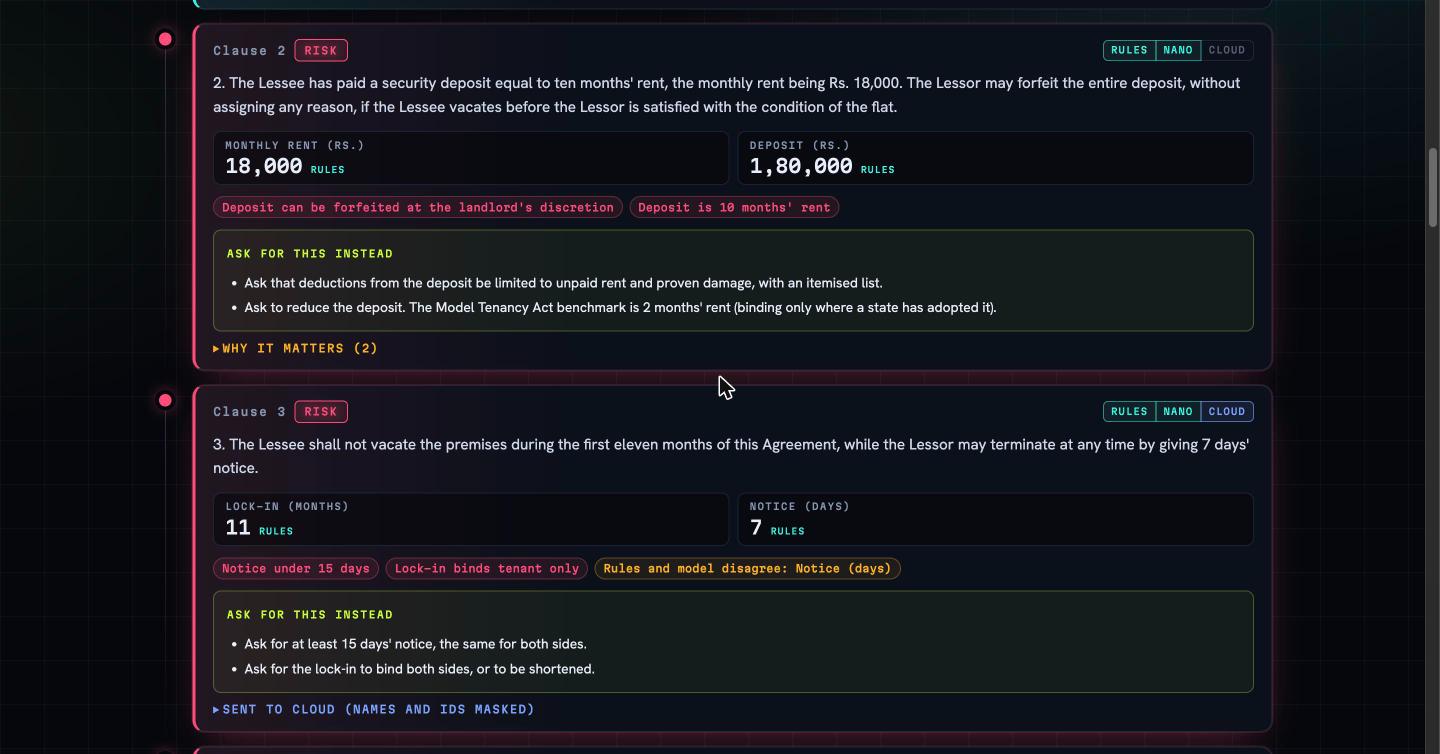 Clause 2 RISK RULES NANO CLOUD
2. The Lessee has paid a security deposit equal to ten months' rent, the monthly rent being Rs. 18,000. The Lessor may forfeit the entire deposit, without
assigning any reason, if the Lessee vacates before the Lessor is satisfied with the condition of the flat.
MONTHLY RENT (RS.)
18,000 RULES
DEPOSIT (RS.)
1,80,000 RULES
Deposit can be forfeited at the landlord's discretion Deposit is 10 months' rent
ASK FOR THIS INSTEAD
• Ask that deductions from the deposit be limited to unpaid rent and proven damage, with an itemised list.
• Ask to reduce the deposit. The Model Tenancy Act benchmark is 2 months' rent (binding only where a state has adopted it).
▸WHY IT MATTERS (2)
Clause 3 RISK RULES NANO CLOUD
3. The Lessee shall not vacate the premises during the first eleven months of this Agreement, while the Lessor may terminate at any time by giving 7 days'
notice.
LOCK-IN (MONTHS)
11 RULES
NOTICE (DAYS)
7 RULES
Notice under 15 days Lock-in binds tenant only Rules and model disagree: Notice (days)
ASK FOR THIS INSTEAD
• Ask for at least 15 days' notice, the same for both sides.
• Ask for the lock-in to bind both sides, or to be shortened.
▸SENT TO CLOUD (NAMES AND IDS MASKED)